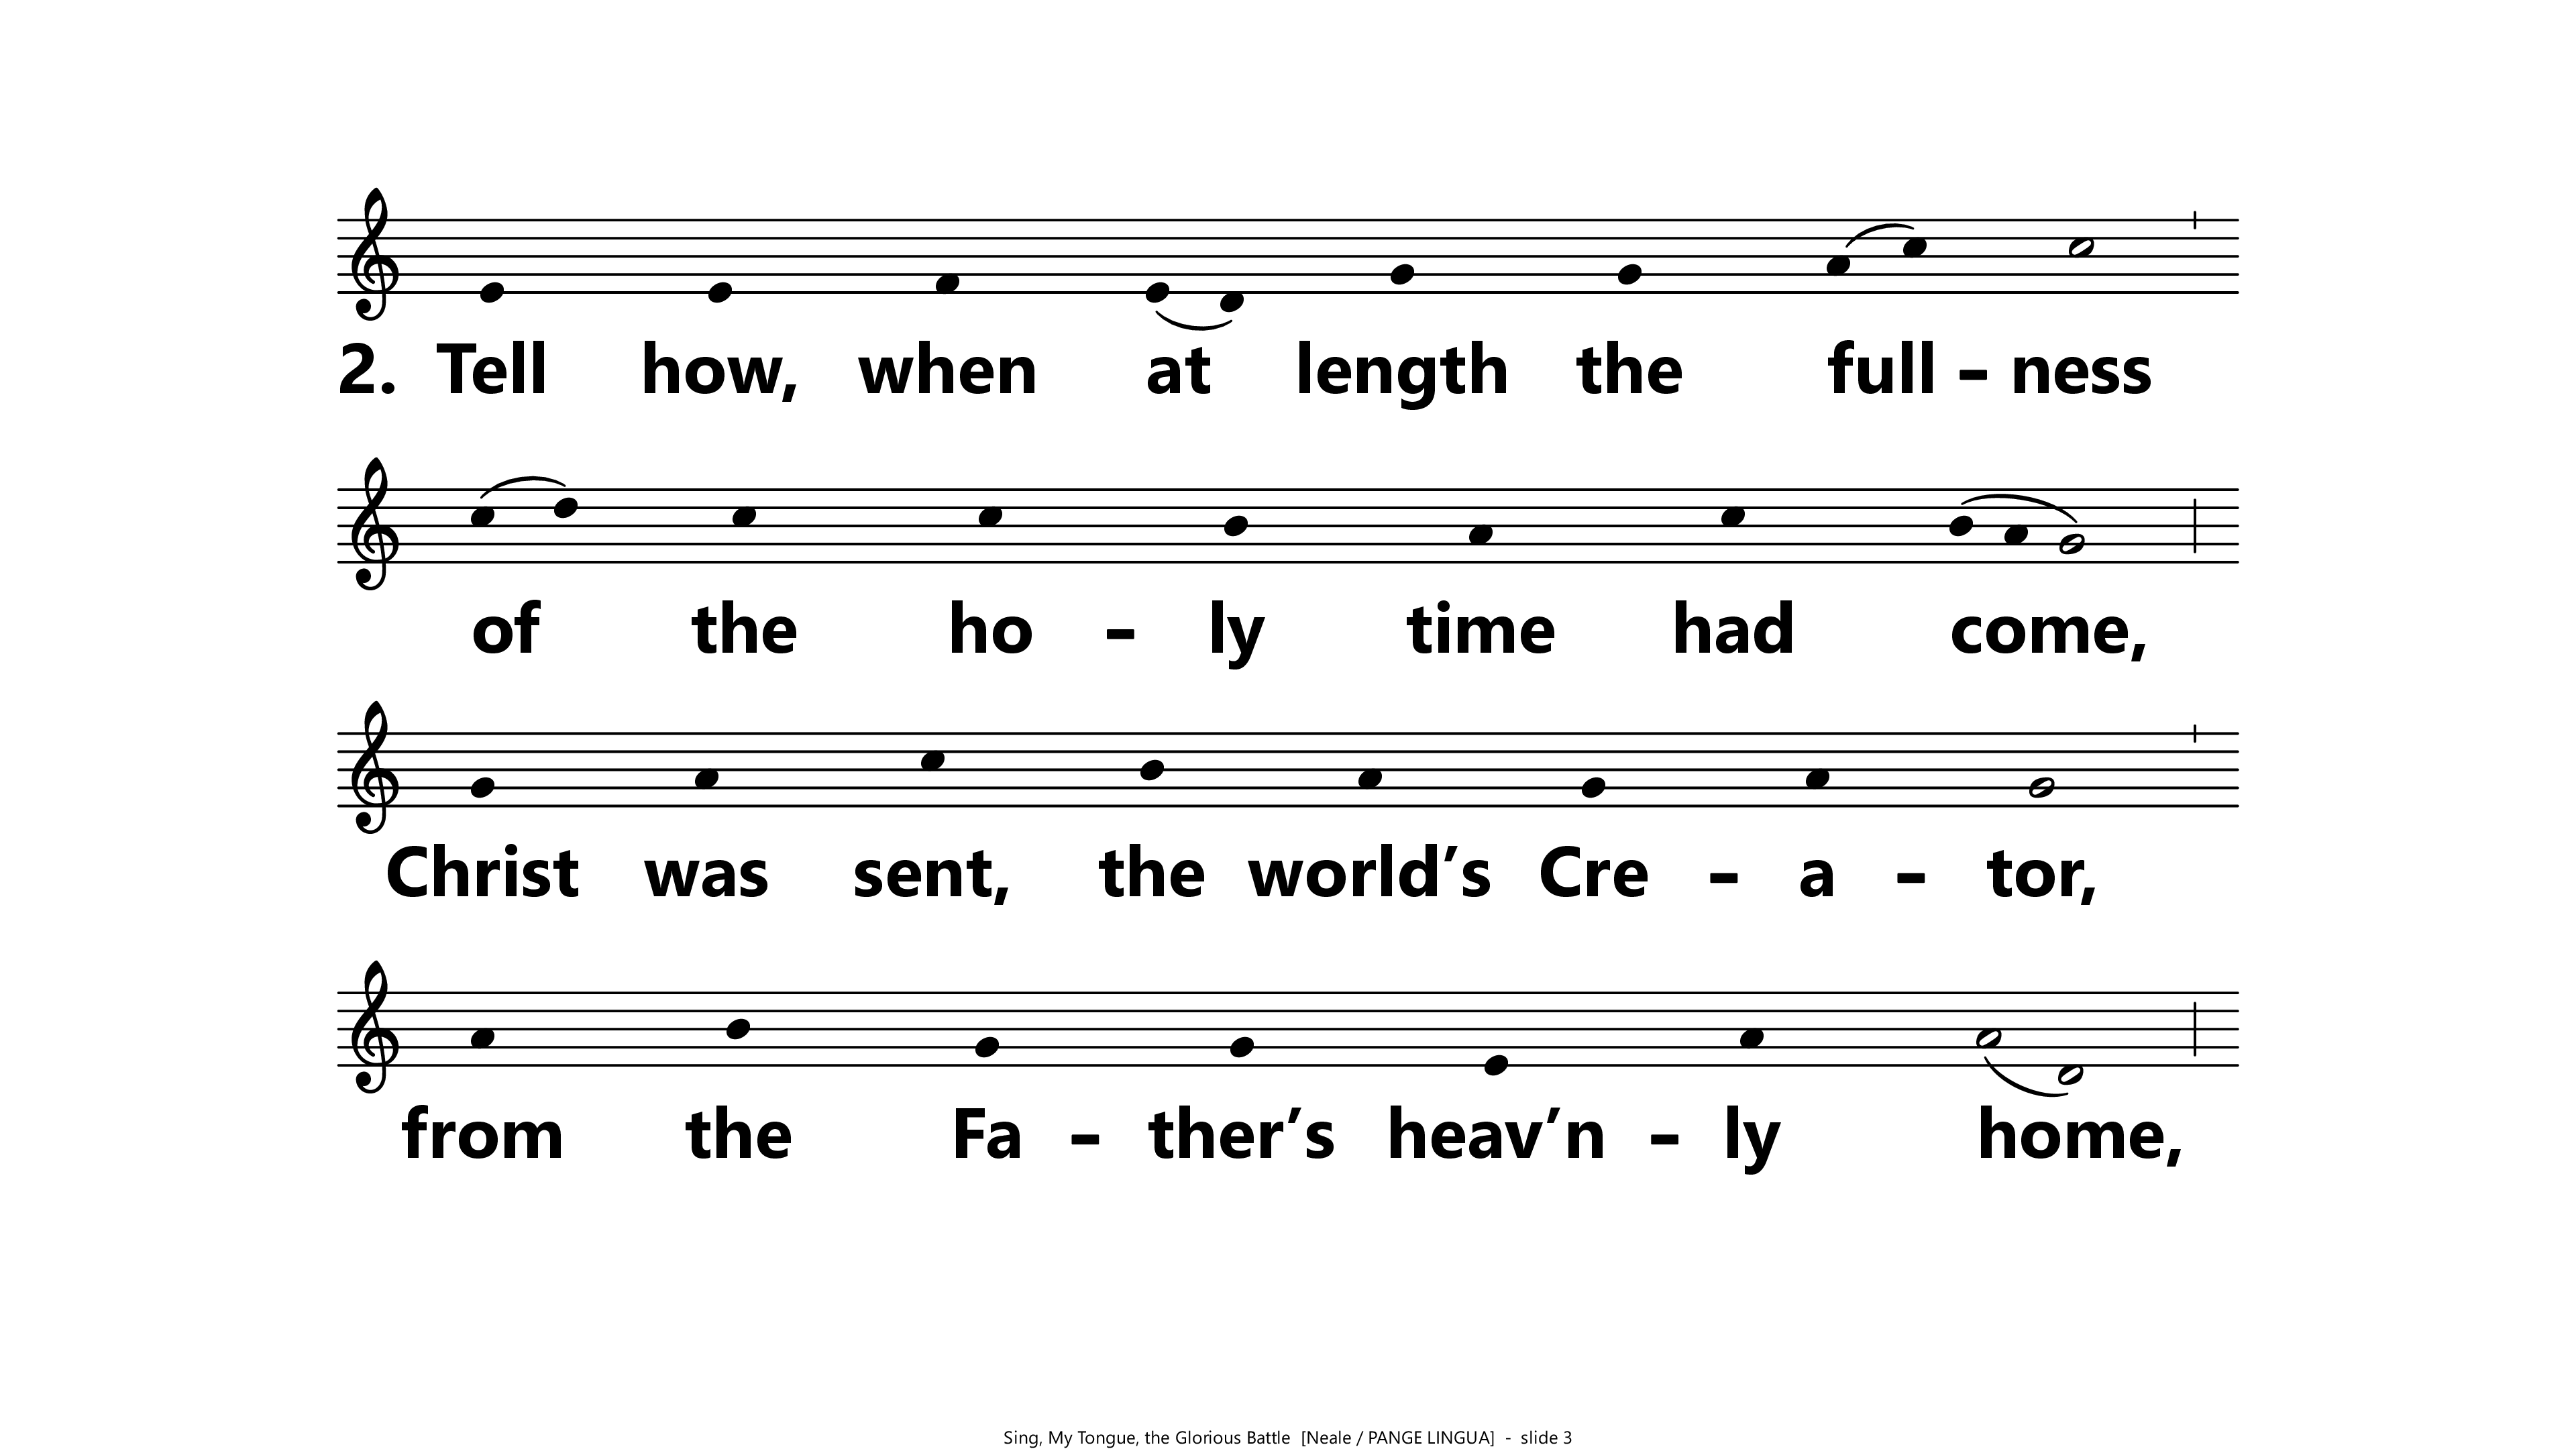 2. Tell how, when at length the full - ness
of the ho - ly time had come,
Christ was sent, the world’s Cre - a - tor,
from the Fa - ther’s heav’n - ly home,
Sing, My Tongue, the Glorious Battle [Neale / PANGE LINGUA] - slide 3